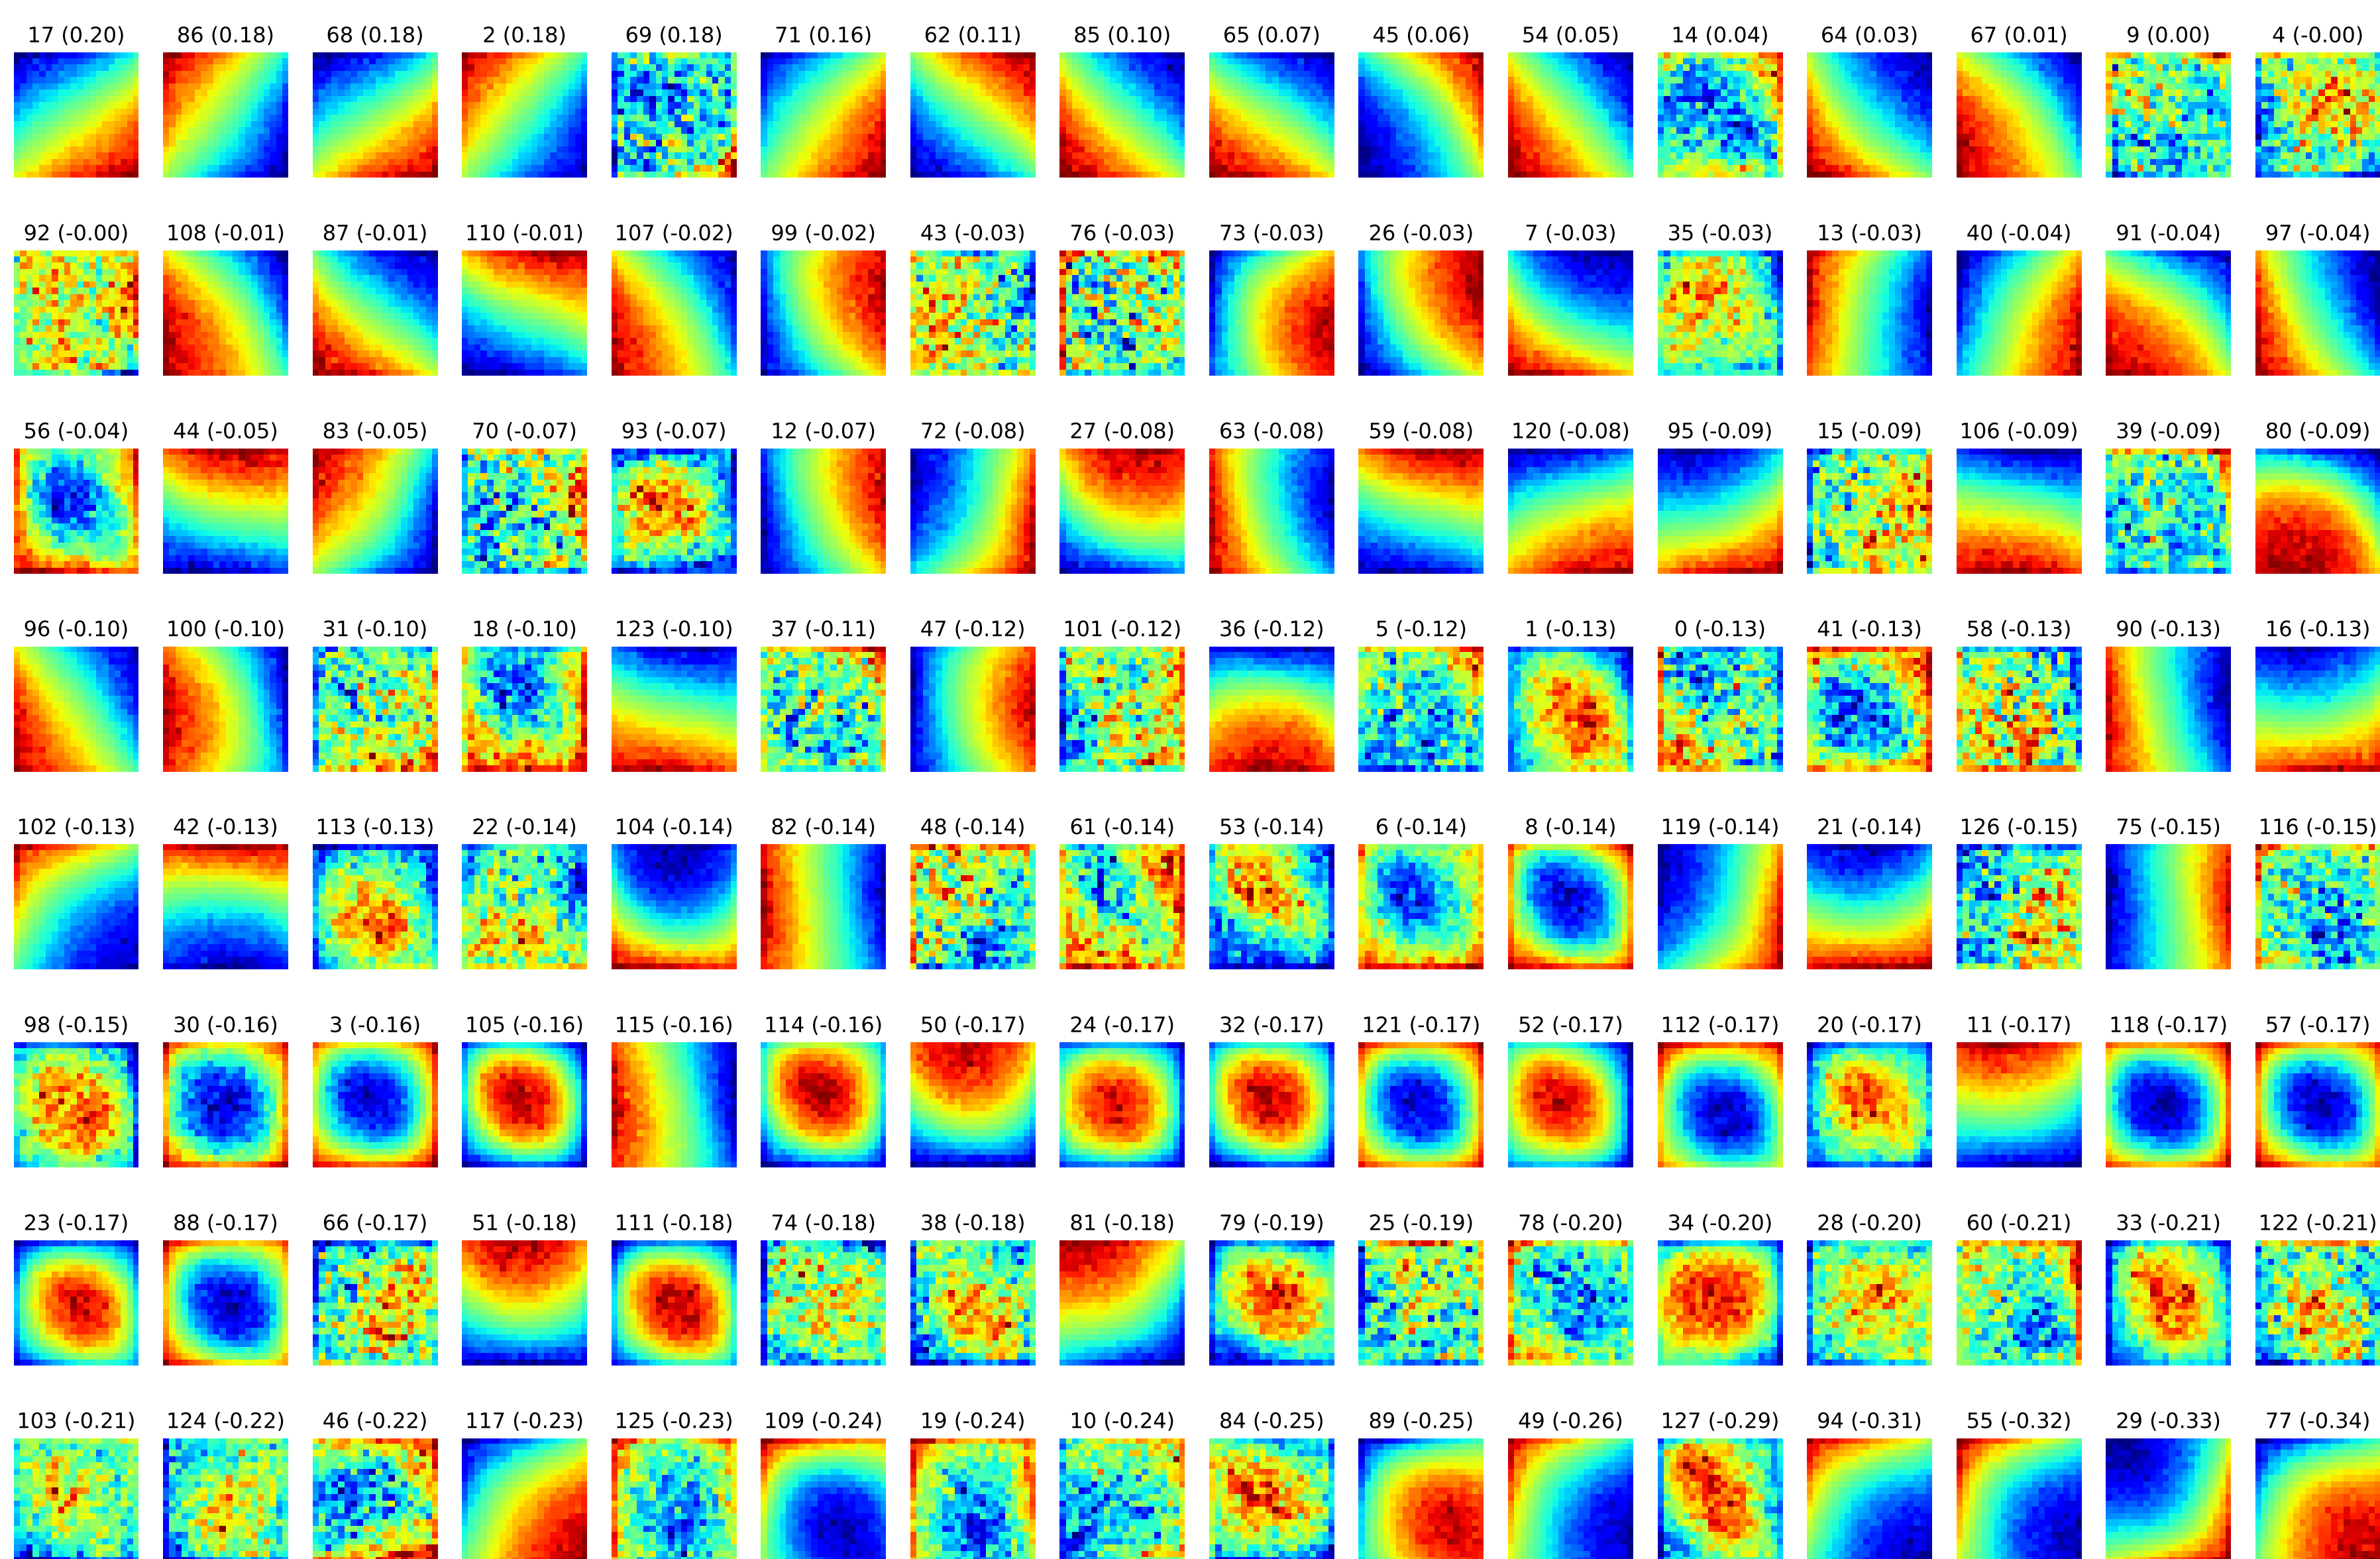 17 (0.20) 86 (0.18) 68 (0.18) 2 (0.18) 69 (0.18) 71 (0.16) 62 (0.11) 85 (0.10) 65 (0.07) 45 (0.06) 54 (0.05) 14 (0.04) 64 (0.03) 67 (0.01) 9 (0.00) 4 (-0.00)
92 (-0.00) 108 (-0.01) 87 (-0.01) 110 (-0.01) 107 (-0.02) 99 (-0.02) 43 (-0.03) 76 (-0.03) 73 (-0.03) 26 (-0.03) 7 (-0.03) 35 (-0.03) 13 (-0.03) 40 (-0.04) 91 (-0.04) 97 (-0.04)
56 (-0.04) 44 (-0.05) 83 (-0.05) 70 (-0.07) 93 (-0.07) 12 (-0.07) 72 (-0.08) 27 (-0.08) 63 (-0.08) 59 (-0.08) 120 (-0.08) 95 (-0.09) 15 (-0.09) 106 (-0.09) 39 (-0.09) 80 (-0.09)
96 (-0.10) 100 (-0.10) 31 (-0.10) 18 (-0.10) 123 (-0.10) 37 (-0.11) 47 (-0.12) 101 (-0.12) 36 (-0.12) 5 (-0.12) 1 (-0.13) 0 (-0.13) 41 (-0.13) 58 (-0.13) 90 (-0.13) 16 (-0.13)
102 (-0.13) 42 (-0.13) 113 (-0.13) 22 (-0.14) 104 (-0.14) 82 (-0.14) 48 (-0.14) 61 (-0.14) 53 (-0.14) 6 (-0.14) 8 (-0.14) 119 (-0.14) 21 (-0.14) 126 (-0.15) 75 (-0.15) 116 (-0.15)
98 (-0.15) 30 (-0.16) 3 (-0.16) 105 (-0.16) 115 (-0.16) 114 (-0.16) 50 (-0.17) 24 (-0.17) 32 (-0.17) 121 (-0.17) 52 (-0.17) 112 (-0.17) 20 (-0.17) 11 (-0.17) 118 (-0.17) 57 (-0.17)
23 (-0.17) 88 (-0.17) 66 (-0.17) 51 (-0.18) 111 (-0.18) 74 (-0.18) 38 (-0.18) 81 (-0.18) 79 (-0.19) 25 (-0.19) 78 (-0.20) 34 (-0.20) 28 (-0.20) 60 (-0.21) 33 (-0.21) 122 (-0.21)
103 (-0.21) 124 (-0.22) 46 (-0.22) 117 (-0.23) 125 (-0.23) 109 (-0.24) 19 (-0.24) 10 (-0.24) 84 (-0.25) 89 (-0.25) 49 (-0.26) 127 (-0.29) 94 (-0.31) 55 (-0.32) 29 (-0.33) 77 (-0.34)